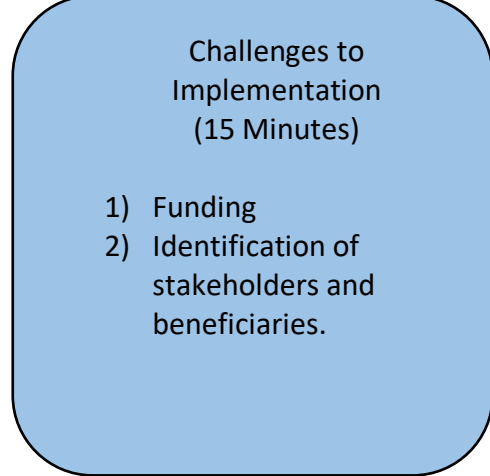 Challenges to
Implementation
(15 Minutes)
1) Funding
2) Identification of
stakeholders and
beneficiaries.